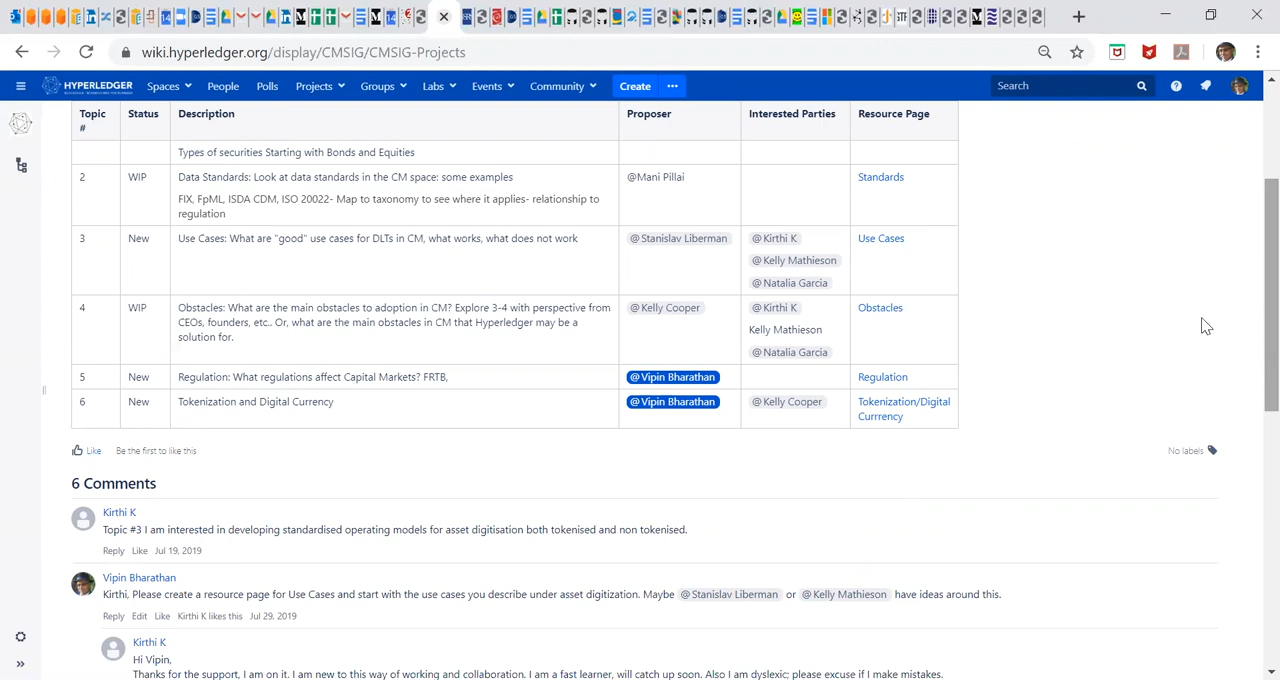 wiki.hyperledger.org/display/CMSIG/CMSIG-Projects
HYPERLEDGER Spaces People Polls Projects Groups Labs Events Community Create ••• Search
Topic # Status Description Proposer Interested Parties Resource Page
Types of securities Starting with Bonds and Equities
2 WIP Data Standards: Look at data standards in the CM space: some examples @Mani Pillai Standards
FIX, FpML, ISDA CDM, ISO 20022- Map to taxonomy to see where it applies- relationship to
regulation
3 New Use Cases: What are "good" use cases for DLTs in CM, what works, what does not work @Stanislav Liberman @Kirthi K Use Cases
@Kelly Mathieson
@Natalia Garcia
4 WIP Obstacles: What are the main obstacles to adoption in CM? Explore 3-4 with perspective from @Kelly Cooper @Kirthi K Obstacles
CEOs, founders, etc.. Or, what are the main obstacles in CM that Hyperledger may be a Kelly Mathieson
solution for. @Natalia Garcia
5 New Regulation: What regulations affect Capital Markets? FRTB, @Vipin Bharathan Regulation
6 New Tokenization and Digital Currency @Vipin Bharathan @Kelly Cooper Tokenization/Digital
Currrency
Like Be the first to like this No labels
6 Comments
Kirthi K
Topic #3 I am interested in developing standardised operating models for asset digitisation both tokenised and non tokenised.
Reply Like Jul 19, 2019
Vipin Bharathan
Kirthi, Please create a resource page for Use Cases and start with the use cases you describe under asset digitization. Maybe @Stanislav Liberman or @Kelly Mathieson have ideas around this.
Reply Edit Like Kirthi K likes this Jul 29, 2019
Kirthi K
Hi Vipin,
Thanks for the support, I am on it. I am new to this way of working and collaboration. I am a fast learner, will catch up soon. Also I am dyslexic; please excuse if I make mistakes.